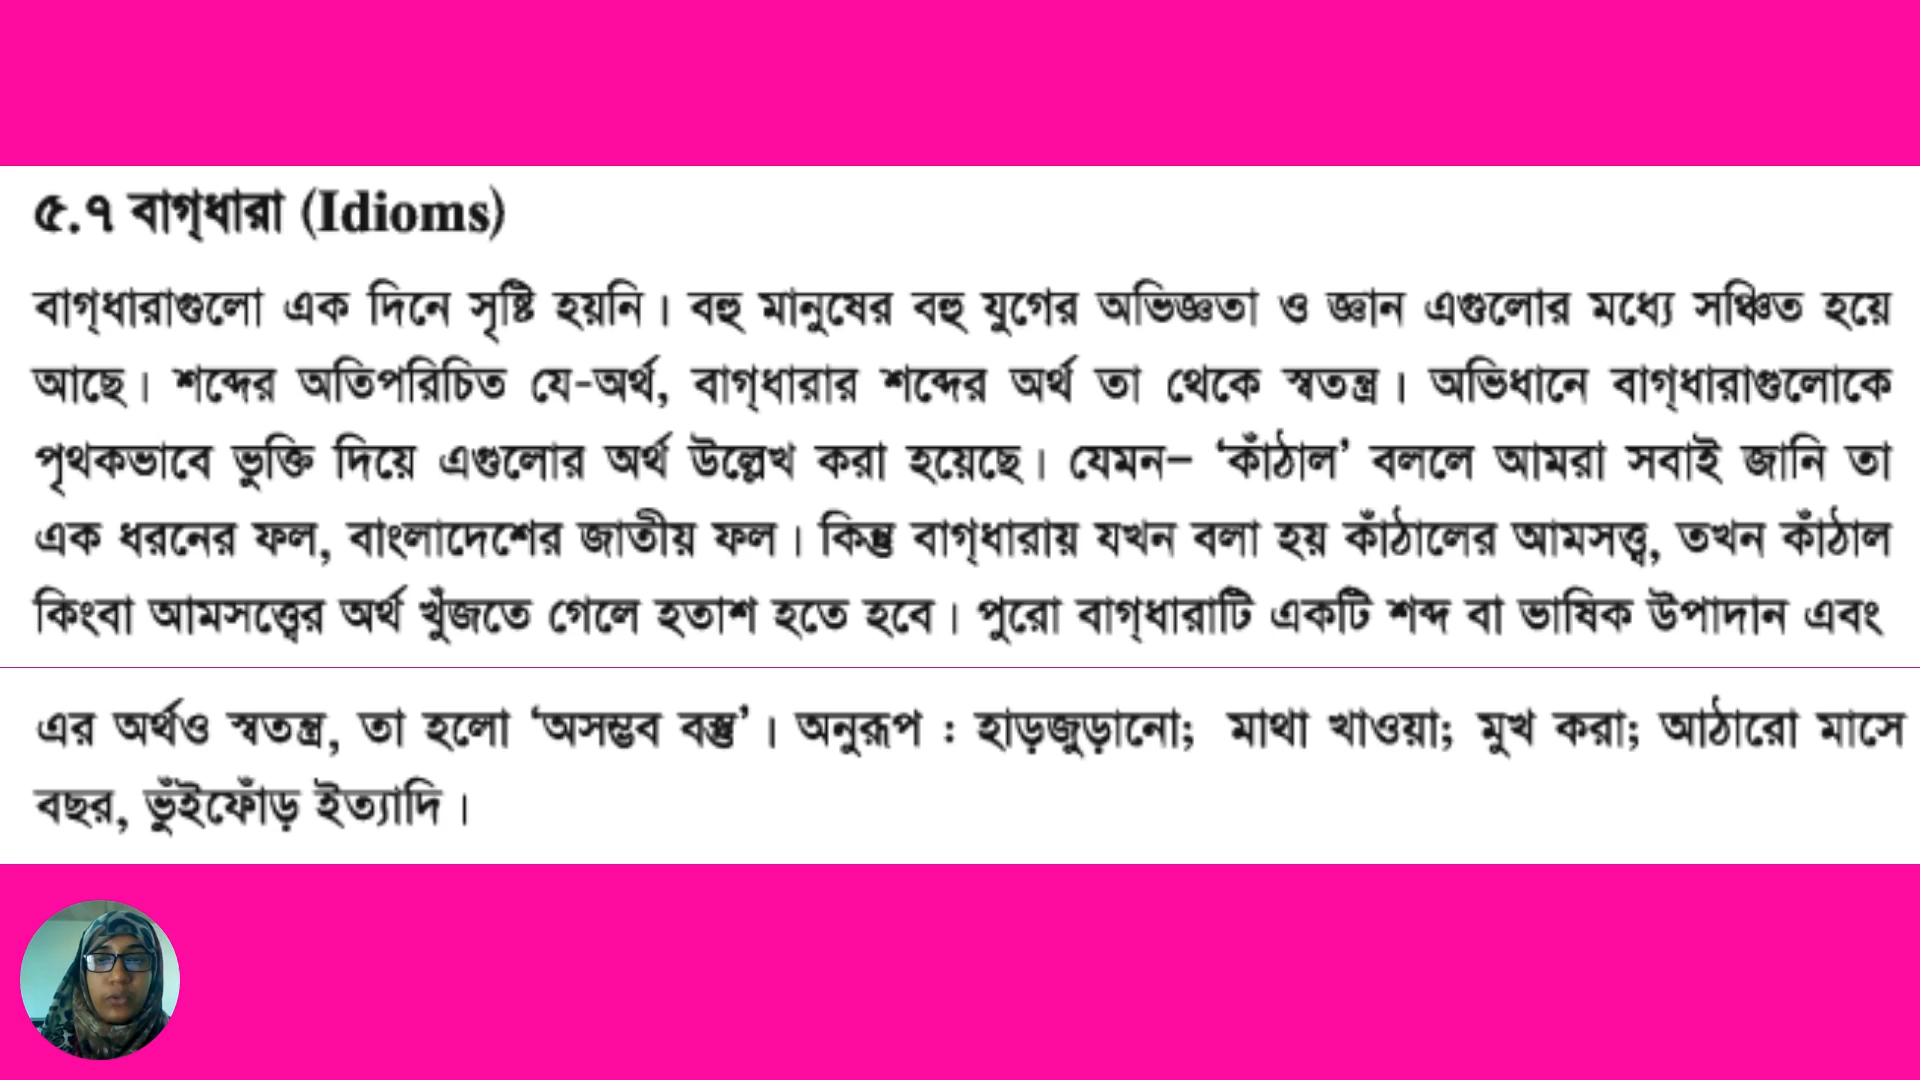 ৫.৭ বাগ্‌ধারা (Idioms)
বাগ্‌ধারাগুলো এক দিনে সৃষ্টি হয়নি। বহু মানুষের বহু যুগের অভিজ্ঞতা ও জ্ঞান এগুলোর মধ্যে সঞ্চিত হয়ে
আছে। শব্দের অতিপরিচিত যে-অর্থ, বাগ্‌ধারার শব্দের অর্থ তা থেকে স্বতন্ত্র। অভিধানে বাগ্‌ধারাগুলোকে
পৃথকভাবে ভুক্তি দিয়ে এগুলোর অর্থ উল্লেখ করা হয়েছে। যেমন– ‘কাঁঠাল’ বললে আমরা সবাই জানি তা
এক ধরনের ফল, বাংলাদেশের জাতীয় ফল। কিন্তু বাগ্‌ধারায় যখন বলা হয় কাঁঠালের আমসত্ত্ব, তখন কাঁঠাল
কিংবা আমসত্ত্বের অর্থ খুঁজতে গেলে হতাশ হতে হবে। পুরো বাগ্‌ধারাটি একটি শব্দ বা ভাষিক উপাদান এবং
এর অর্থও স্বতন্ত্র, তা হলো ‘অসম্ভব বস্তু’। অনুরূপ : হাড়জুড়ানো; মাথা খাওয়া; মুখ করা; আঠারো মাসে
বছর, ভুঁইফোঁড় ইত্যাদি।